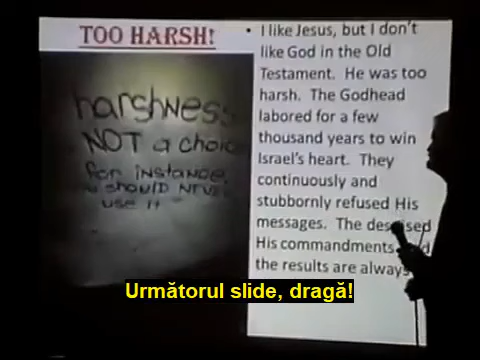 TOO HARSH!
harshness
NOT a
for instance,
SHOULD NEVE
use it
• I like Jesus, but I don't
like God in the Old
Testament. He was too
harsh. The Godhead
labored for a few
thousand years to win
Israel's heart. They
continuously and
stubbornly refused His
messages. The
His commandments
the results are always
Următorul slide, dragă!